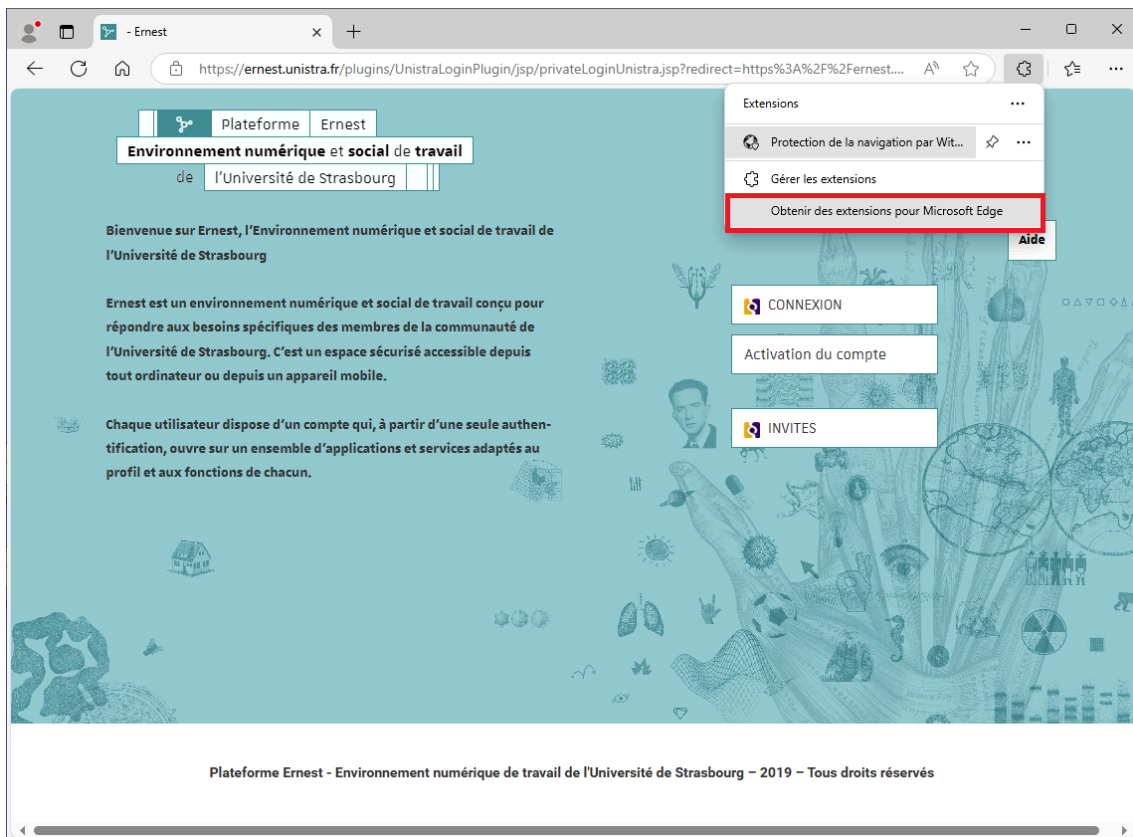 - Ernest
https://ernest.unistra.fr/plugins/UnistraLoginPlugin/jsp/privateLoginUnistra.jsp?redirect=https%3A%2F%2Fernest....
Extensions
Protection de la navigation par Wit...
Gérer les extensions
Obtenir des extensions pour Microsoft Edge
Plateforme Ernest
Environnement numérique et social de travail
de l'Université de Strasbourg
Aide
Bienvenue sur Ernest, l'Environnement numérique et social de travail de
l'Université de Strasbourg
Ernest est un environnement numérique et social de travail conçu pour
répondre aux besoins spécifiques des membres de la communauté de
l'Université de Strasbourg. C'est un espace sécurisé accessible depuis
tout ordinateur ou depuis un appareil mobile.
Chaque utilisateur dispose d'un compte qui, à partir d'une seule authen-
tification, ouvre sur un ensemble d'applications et services adaptés au
profil et aux fonctions de chacun.
CONNEXION
Activation du compte
INVITES
Plateforme Ernest - Environnement numérique de travail de l'Université de Strasbourg – 2019 – Tous droits réservés